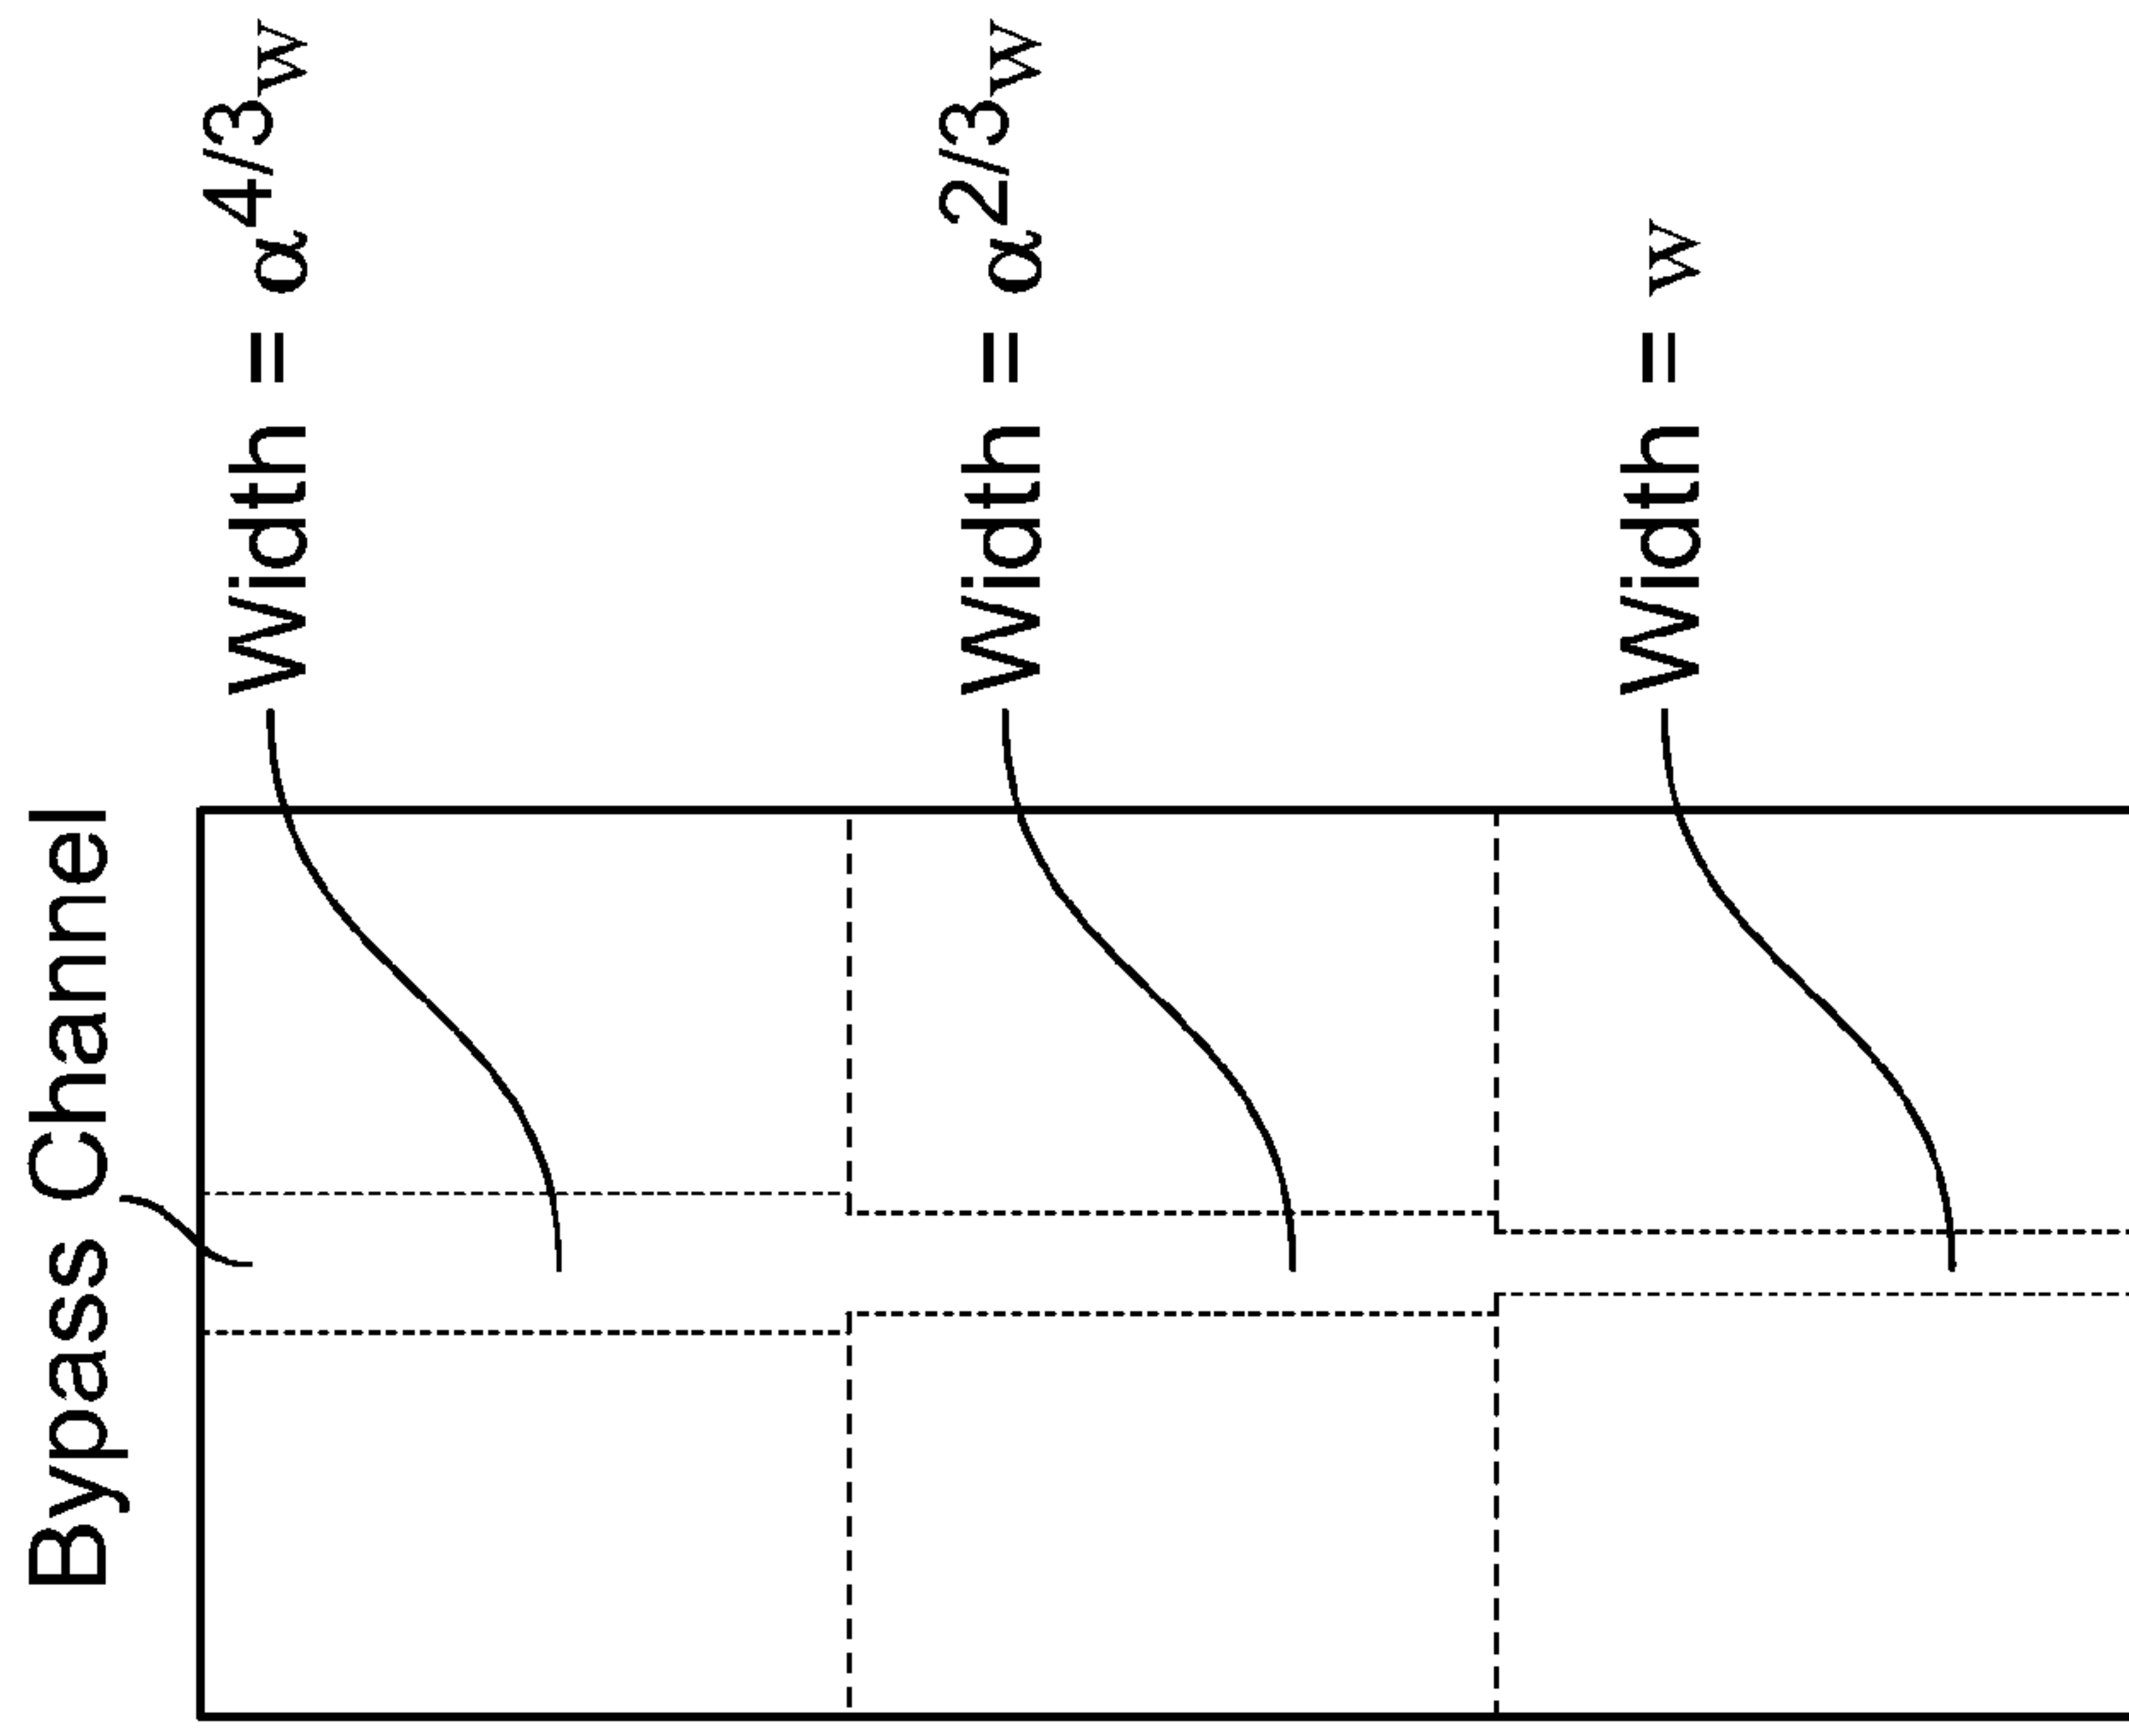 Bypass Channel
Width = α^4/3 w
Width = α^2/3 w
Width = w